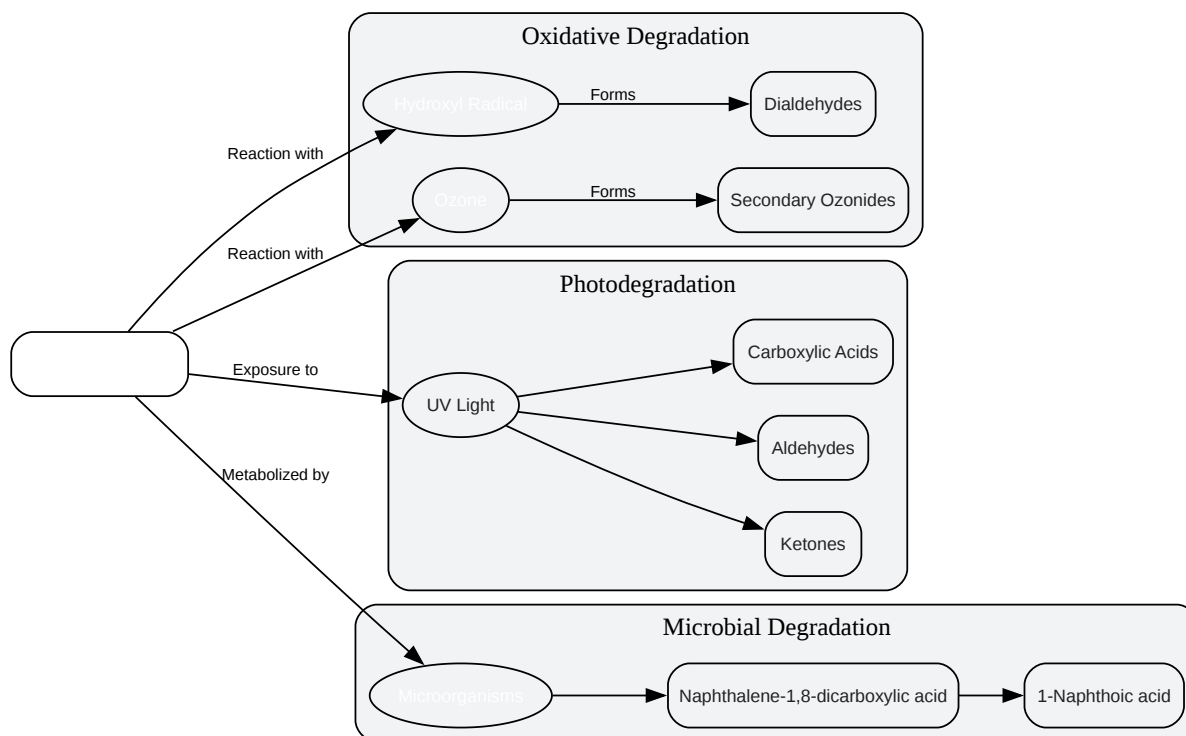 Oxidative Degradation
Hydroxyl Radical
Forms
Dialdehydes
Reaction with
Ozone
Forms
Secondary Ozonides
Reaction with
Photodegradation
Carboxylic Acids
Exposure to
UV Light
Aldehydes
Metabolized by
Ketones
Microbial Degradation
Microorganisms
Naphthalene-1,8-dicarboxylic acid
1-Naphthoic acid